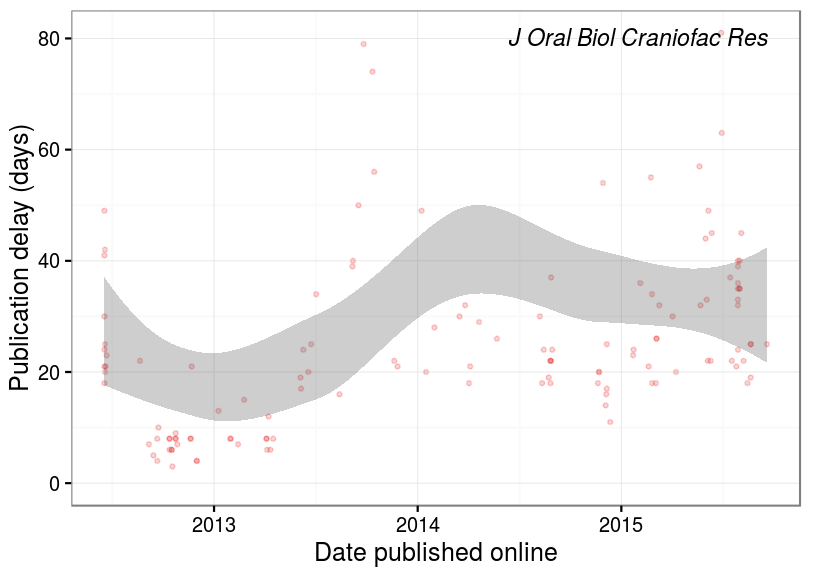 J Oral Biol Craniofac Res
Publication delay (days)
80
60
40
20
0
2013
2014
2015
Date published online